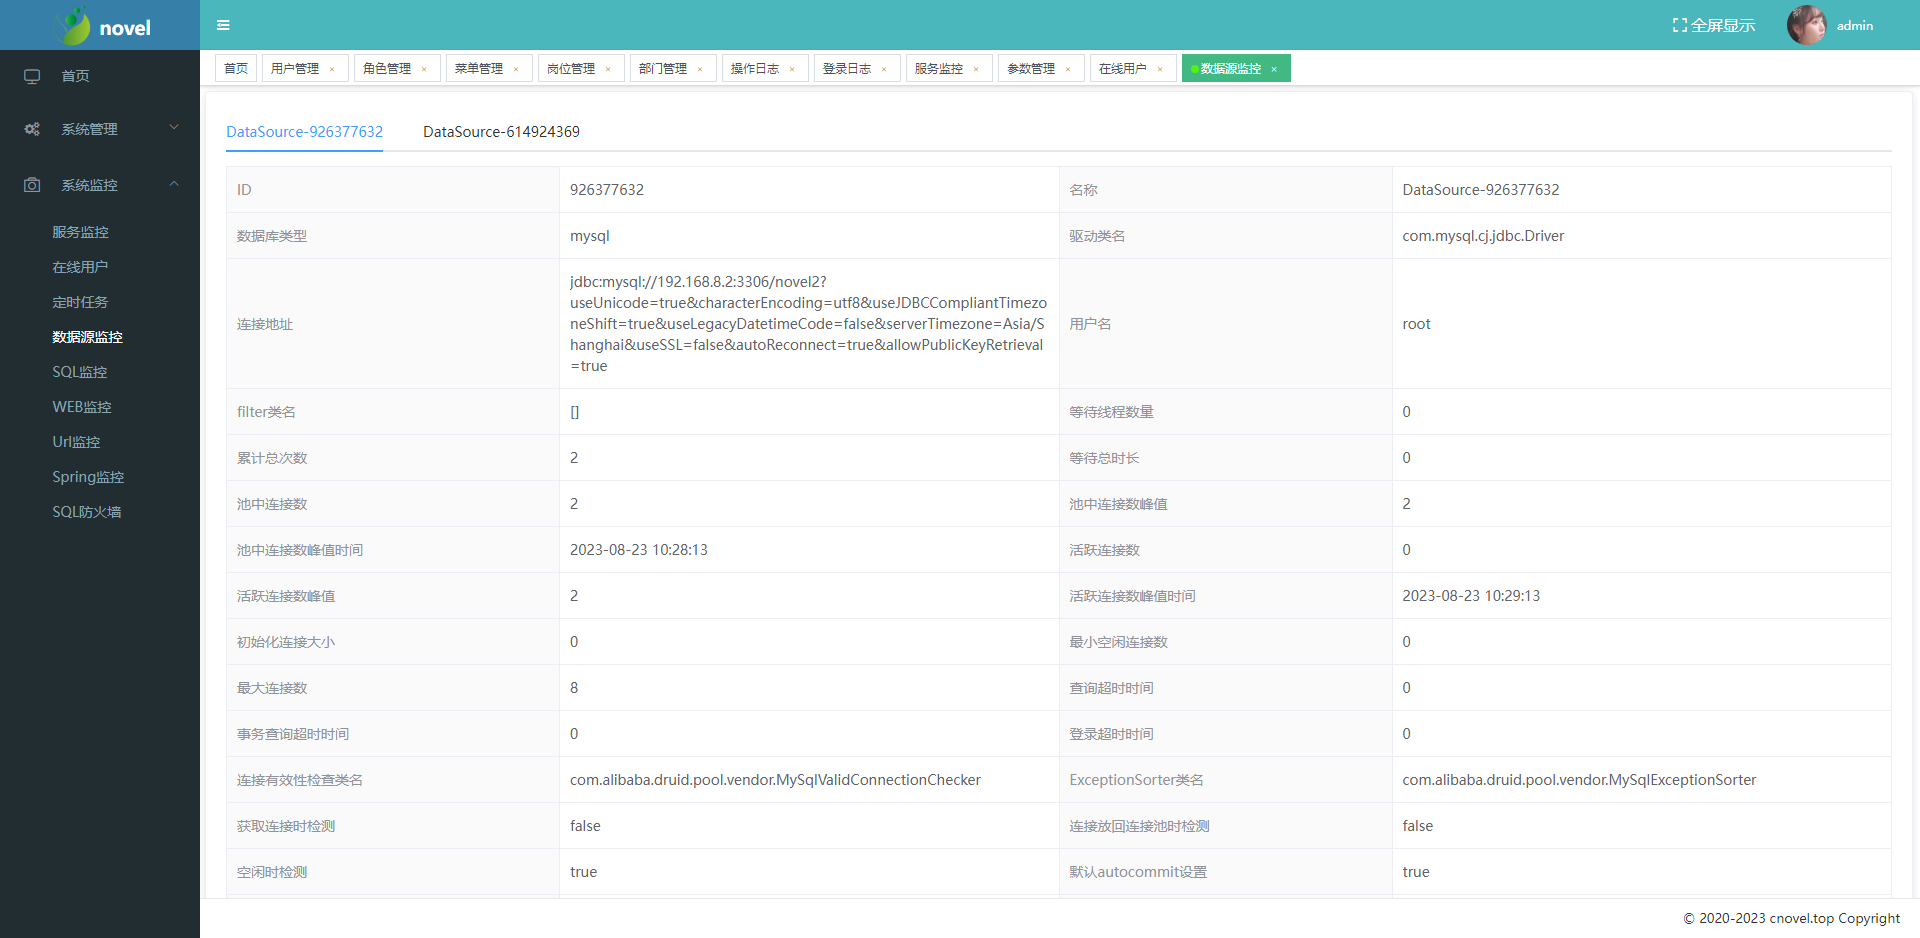 novel
全屏显示
admin
首页
系统管理
系统监控
服务监控
在线用户
定时任务
数据源监控
SQL监控
WEB监控
Url监控
Spring监控
SQL防火墙
首页
用户管理 ×
角色管理 ×
菜单管理 ×
岗位管理 ×
部门管理 ×
操作日志 ×
登录日志 ×
服务监控 ×
参数管理 ×
在线用户 ×
数据源监控 ×
DataSource-926377632
DataSource-614924369
ID
926377632
名称
DataSource-926377632
数据库类型
mysql
驱动类名
com.mysql.cj.jdbc.Driver
连接地址
jdbc:mysql://192.168.8.2:3306/novel2?
useUnicode=true&characterEncoding=utf8&useJDBCCompliantTimezo
neShift=true&useLegacyDatetimeCode=false&serverTimezone=Asia/S
hanghai&useSSL=false&autoReconnect=true&allowPublicKeyRetrieval
=true
用户名
root
filter类名
[]
等待线程数量
0
累计总次数
2
等待总时长
0
池中连接数
2
池中连接数峰值
2
池中连接数峰值时间
2023-08-23 10:28:13
活跃连接数
0
活跃连接数峰值
2
活跃连接数峰值时间
2023-08-23 10:29:13
初始化连接大小
0
最小空闲连接数
0
最大连接数
8
查询超时时间
0
事务查询超时时间
0
登录超时时间
0
连接有效性检查类名
com.alibaba.druid.pool.vendor.MySqlValidConnectionChecker
ExceptionSorter类名
com.alibaba.druid.pool.vendor.MySqlExceptionSorter
获取连接时检测
false
连接放回连接池时检测
false
空闲时检测
true
默认autocommit设置
true
© 2020-2023 cnovel.top Copyright